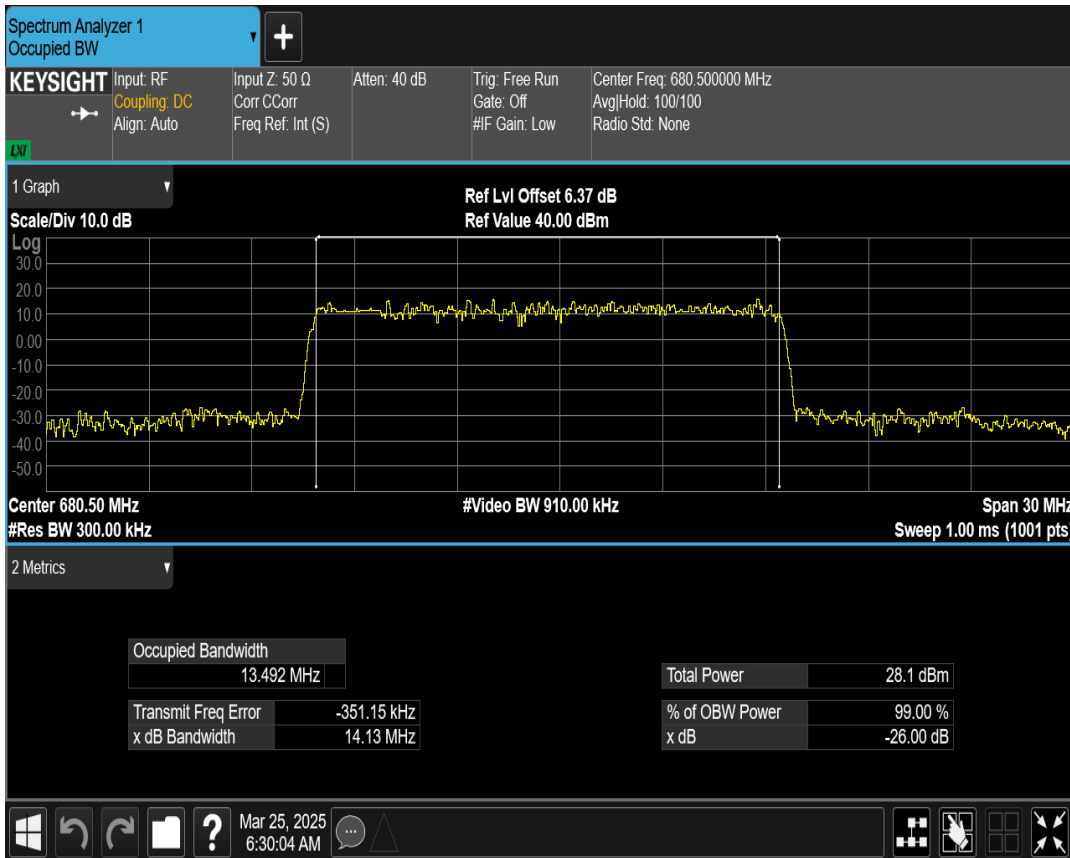 Spectrum Analyzer 1
Occupied BW
+
KEYSIGHT
Input: RF
Coupling: DC
Align: Auto
Input Z: 50 Ω
Corr CCorr
Freq Ref: Int (S)
Atten: 40 dB
Trig: Free Run
Gate: Off
#IF Gain: Low
Center Freq: 680.500000 MHz
Avg|Hold: 100/100
Radio Std: None
LXI
1 Graph
Ref Lvl Offset 6.37 dB
Scale/Div 10.0 dB
Ref Value 40.00 dBm
Log
30.0
20.0
10.0
0.00
-10.0
-20.0
-30.0
-40.0
-50.0
Center 680.50 MHz
#Video BW 910.00 kHz
Span 30 MHz
#Res BW 300.00 kHz
Sweep 1.00 ms (1001 pts)
2 Metrics
Occupied Bandwidth
13.492 MHz
Total Power 28.1 dBm
Transmit Freq Error -351.15 kHz
% of OBW Power 99.00 %
x dB Bandwidth 14.13 MHz
x dB -26.00 dB
?
Mar 25, 2025
6:30:04 AM